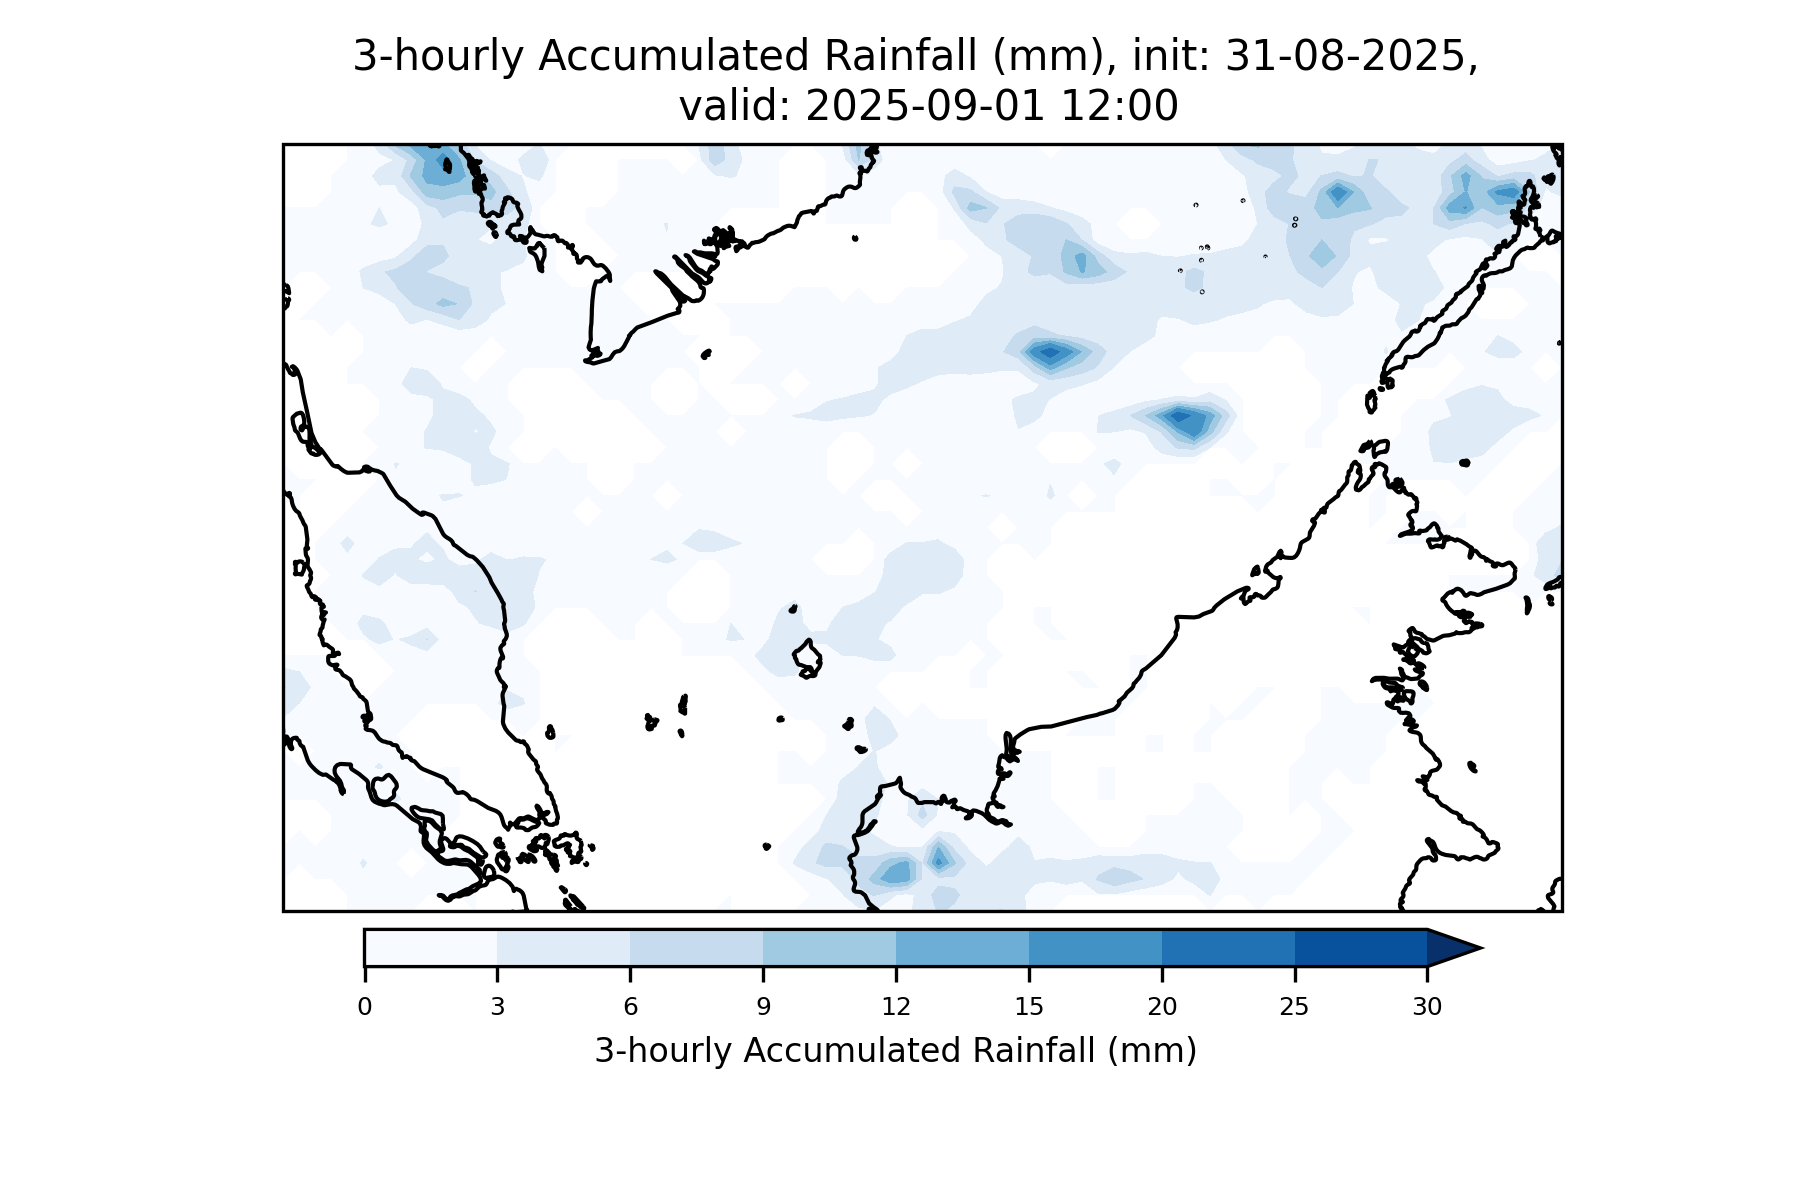 3-hourly Accumulated Rainfall (mm), init: 31-08-2025,
valid: 2025-09-01 12:00
0 3 6 9 12 15 20 25 30
3-hourly Accumulated Rainfall (mm)